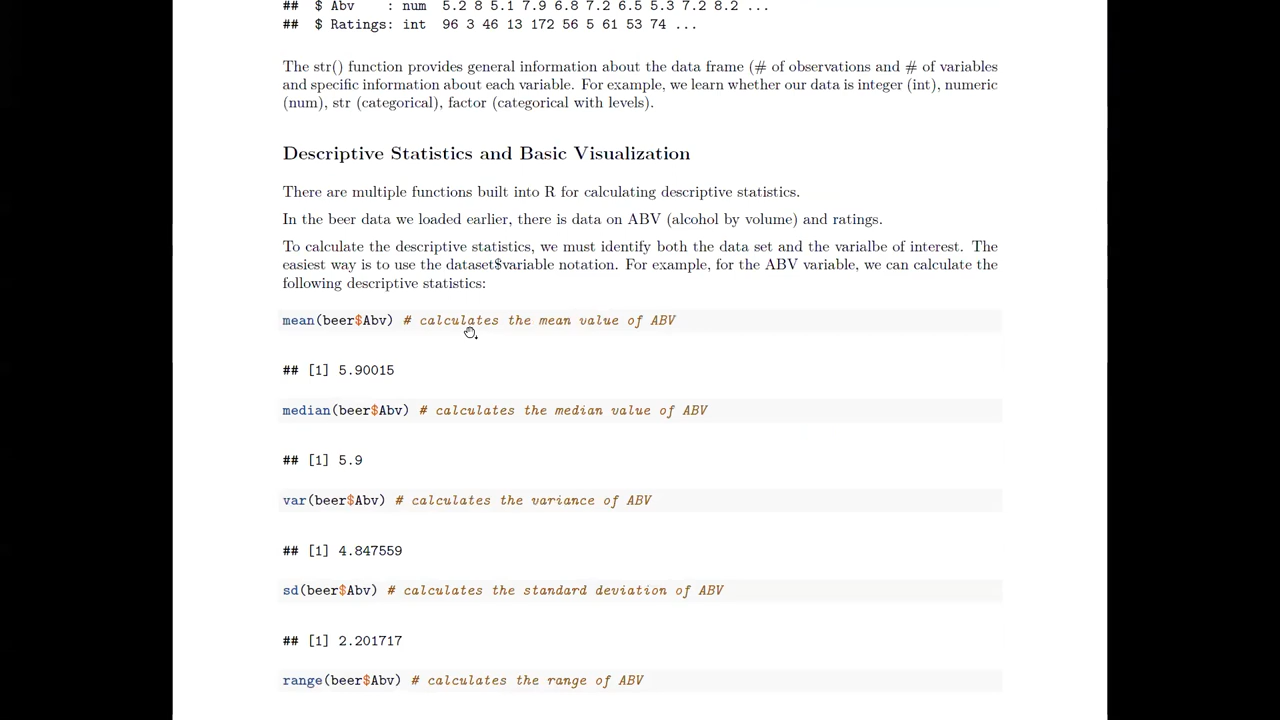 ##  $ Abv    : num  5.2 8 5.1 7.9 6.8 7.2 6.5 5.3 7.2 8.2 ...
##  $ Ratings: int  96 3 46 13 172 56 5 61 53 74 ...
The str() function provides general information about the data frame (# of observations and # of variables
and specific information about each variable. For example, we learn whether our data is integer (int), numeric
(num), str (categorical), factor (categorical with levels).
Descriptive Statistics and Basic Visualization
There are multiple functions built into R for calculating descriptive statistics.
In the beer data we loaded earlier, there is data on ABV (alcohol by volume) and ratings.
To calculate the descriptive statistics, we must identify both the data set and the varialbe of interest. The
easiest way is to use the dataset$variable notation. For example, for the ABV variable, we can calculate the
following descriptive statistics:
mean(beer$Abv) # calculates the mean value of ABV
## [1] 5.90015
median(beer$Abv) # calculates the median value of ABV
## [1] 5.9
var(beer$Abv) # calculates the variance of ABV
## [1] 4.847559
sd(beer$Abv) # calculates the standard deviation of ABV
## [1] 2.201717
range(beer$Abv) # calculates the range of ABV